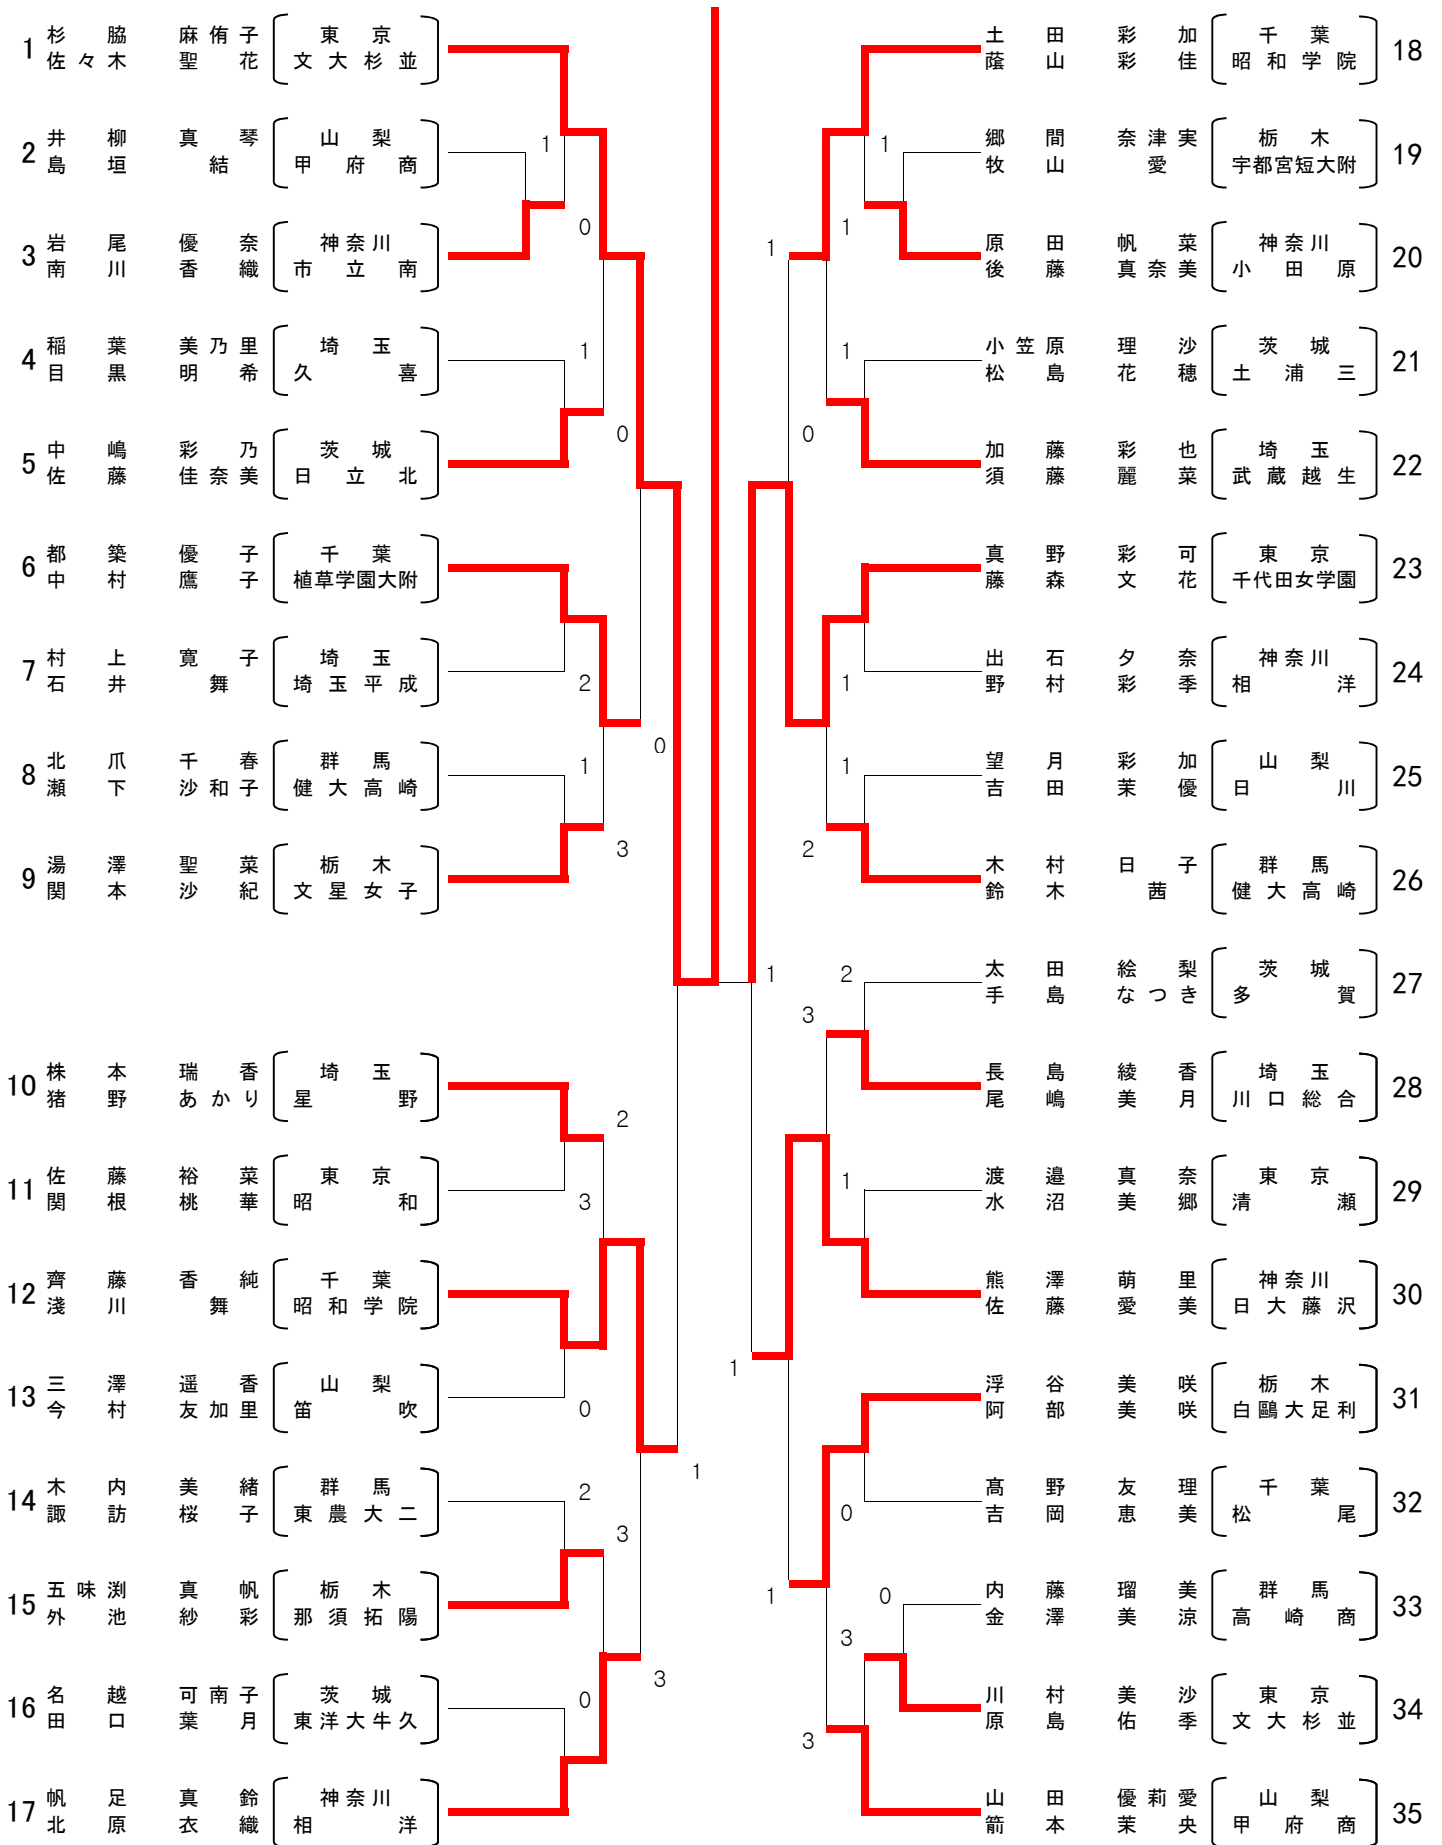 1 杉脇 麻侑子 東京
佐々木 聖花 文大杉並
2 井柳 真琴 山梨
島垣 結 甲府商
3 岩尾 優奈 神奈川
南川 香織 市立南
4 稲葉 美乃里 埼玉
目黒 明希 久喜
5 中嶋 彩乃 茨城
佐藤 佳奈美 日立北
6 都築 優子 千葉
中村 鷹子 植草学園大附
7 村上 寛子 埼玉
石井 舞 埼玉平成
8 北爪 千春 群馬
瀬下 沙和子 健大高崎
9 湯澤 聖菜 栃木
関本 沙紀 文星女子
10 株本 瑞香 埼玉
猪野 あかり 星野
11 佐藤 裕菜 東京
関根 桃華 昭和
12 齊藤 香純 千葉
淺川 舞 昭和学院
13 三澤 遥香 山梨
今村 友加里 笛吹
14 木内 美緒 群馬
諏訪 桜子 東農大二
15 五味渕 真帆 栃木
外池 紗彩 那須拓陽
16 名越 可南子 茨城
田口 葉月 東洋大牛久
17 帆足 真鈴 神奈川
北原 衣織 相洋
1
0
1
0
2
0
1
3
2
3
0
1
2
3
3
0
1
1
1
1
1
0
1
1
2
1
2
3
1
1
0
1
0
3
3
土田 彩加 千葉 18
蔭山 彩佳 昭和学院
郷間 奈津実 栃木 19
牧山 愛 宇都宮短大附
原田 帆菜 神奈川 20
後藤 真奈美 小田原
小笠原 理沙 茨城 21
松島 花穂 土浦三
加藤 彩也 埼玉 22
須藤 麗菜 武蔵越生
真野 彩可 東京 23
藤森 文花 千代田女学園
出石 夕奈 神奈川 24
野村 彩季 相洋
望月 彩加 山梨 25
吉田 茉優 日川
木村 日子 群馬 26
鈴木 茜 健大高崎
太田 絵梨 茨城 27
手島 なつき 多賀
長島 綾香 埼玉 28
尾嶋 美月 川口総合
渡邉 真奈 東京 29
水沼 美郷 清瀬
熊澤 萌里 神奈川 30
佐藤 愛美 日大藤沢
浮谷 美咲 栃木 31
阿部 美咲 白鷗大足利
髙野 友理 千葉 32
吉岡 恵美 松尾
内藤 瑠美 群馬 33
金澤 美涼 高崎商
川村 美沙 東京 34
原島 佑季 文大杉並
山田 優莉愛 山梨 35
箭本 茉央 甲府商